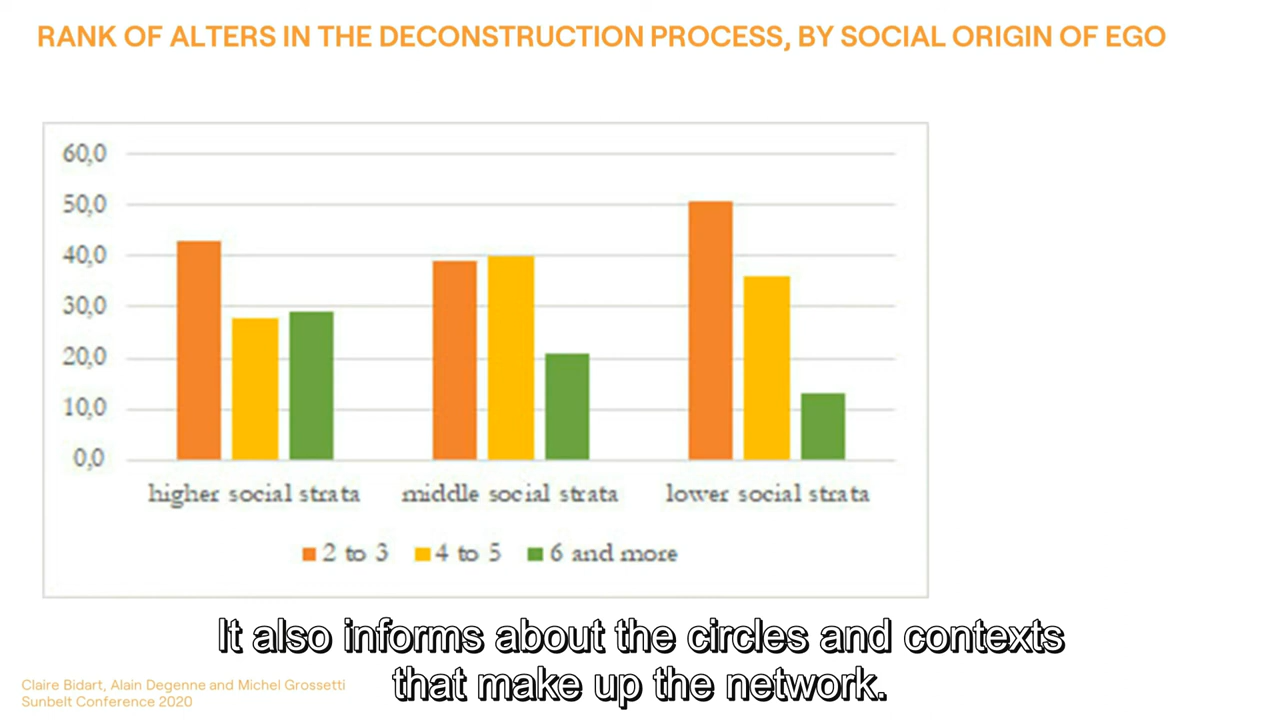 RANK OF ALTERS IN THE DECONSTRUCTION PROCESS, BY SOCIAL ORIGIN OF EGO
60,0
50,0
40,0
30,0
20,0
10,0
0,0
higher social strata middle social strata lower social strata
2 to 3 4 to 5 6 and more
It also informs about the circles and contexts
that make up the network.
Claire Bidart, Alain Degenne and Michel Grossetti
Sunbelt Conference 2020